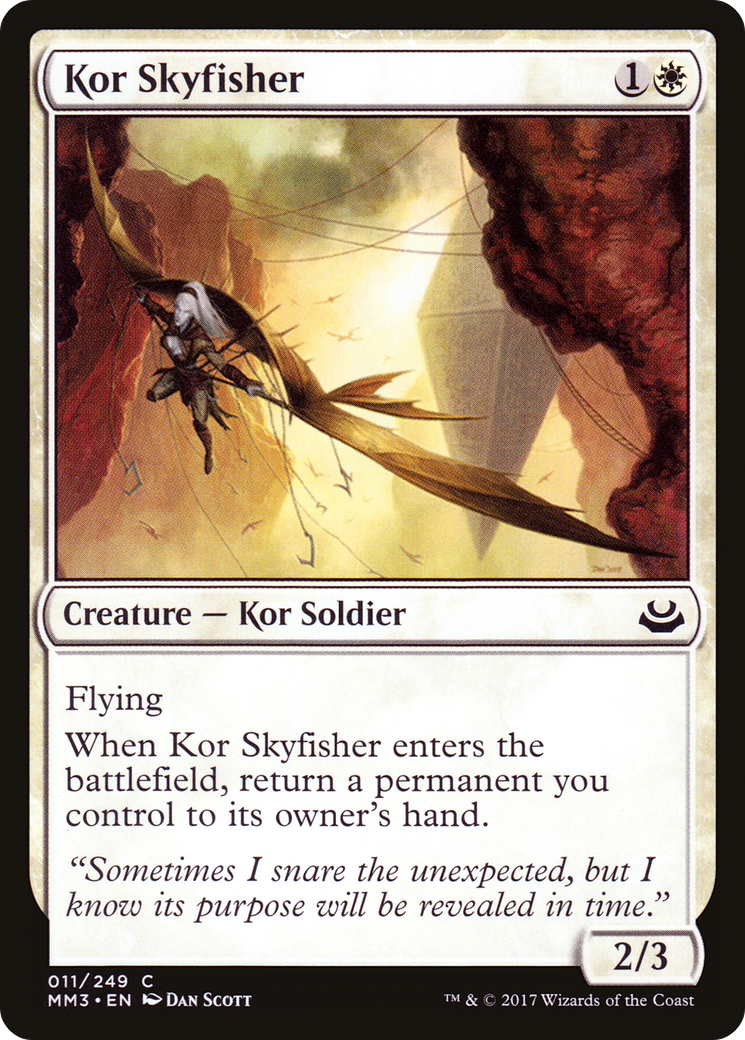 Kor Skyfisher 1
Dan Scott
Creature — Kor Soldier
Flying
When Kor Skyfisher enters the
battlefield, return a permanent you
control to its owner's hand.
“Sometimes I snare the unexpected, but I
know its purpose will be revealed in time.”
2/3
011/249 C
MM3 • EN Dan Scott
™ & © 2017 Wizards of the Coast